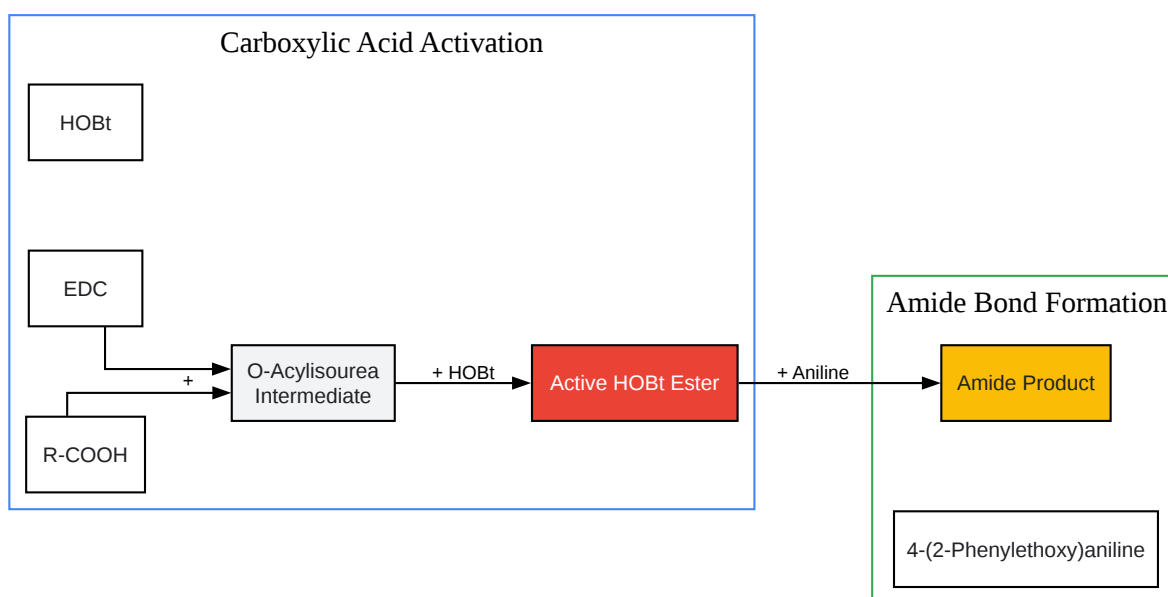 Carboxylic Acid Activation
HOBt
EDC
R-COOH
+
O-Acylisourea
Intermediate
+ HOBt
Active HOBt Ester
+ Aniline
Amide Bond Formation
Amide Product
4-(2-Phenylethoxy)aniline